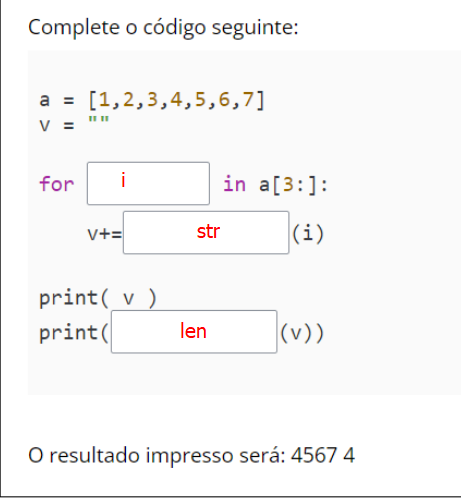 Complete o código seguinte:
a = [1,2,3,4,5,6,7]
v = ""
for i in a[3:]:
v+=str(i)
print( v )
print(len(v))
O resultado impresso será: 4567 4